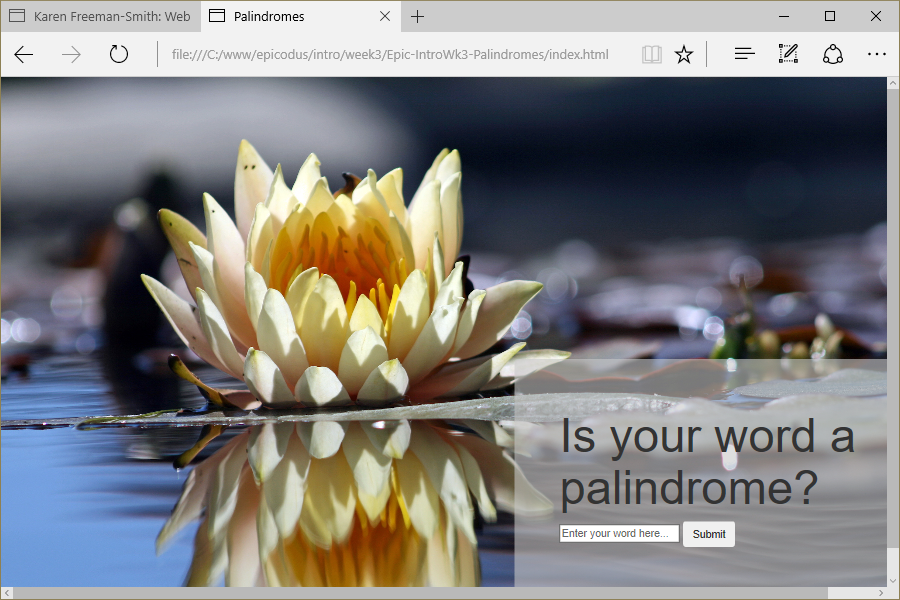 Karen Freeman-Smith: Web
Palindromes
file:///C:/www/epicodus/intro/week3/Epic-IntroWk3-Palindromes/index.html
Is your word a
palindrome?
Enter your word here...
Submit